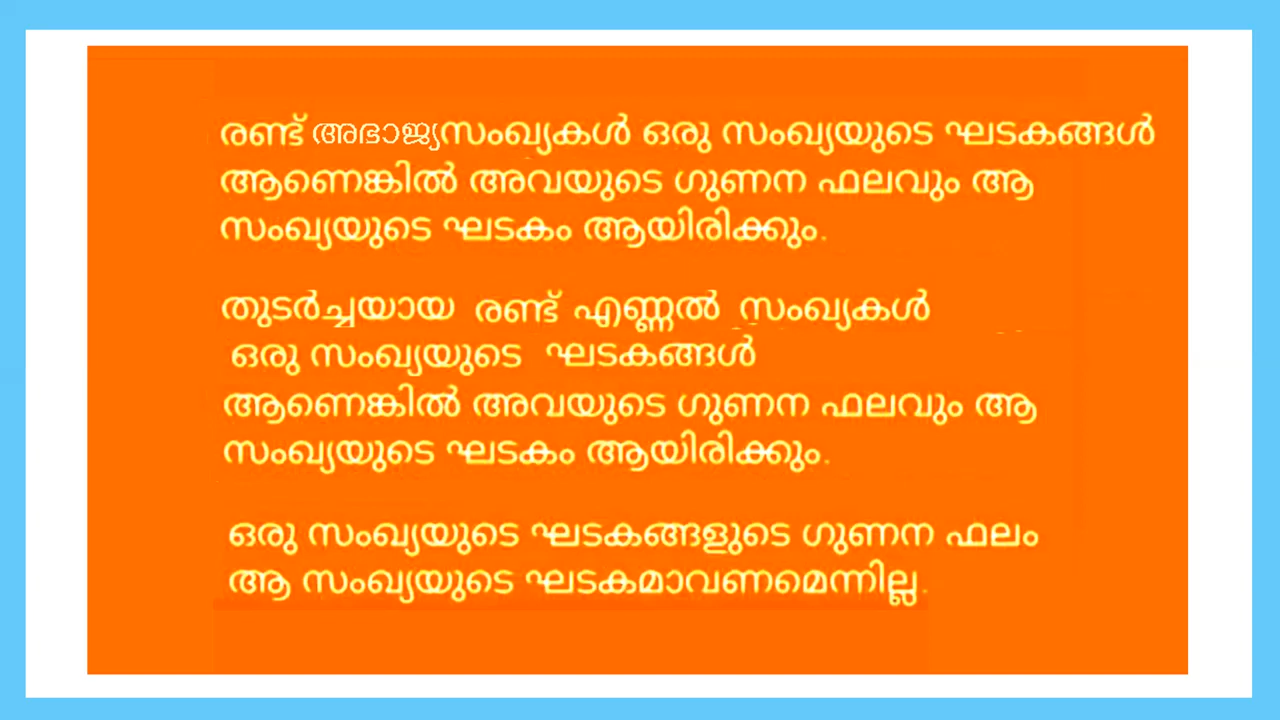 രണ്ട് അഭാജ്യസംഖ്യകൾ ഒരു സംഖ്യയുടെ ഘടകങ്ങൾ
ആണെങ്കിൽ അവയുടെ ഗുണന ഫലവും ആ
സംഖ്യയുടെ ഘടകം ആയിരിക്കും.
തുടർച്ചയായ രണ്ട് എണ്ണൽ സംഖ്യകൾ
ഒരു സംഖ്യയുടെ ഘടകങ്ങൾ
ആണെങ്കിൽ അവയുടെ ഗുണന ഫലവും ആ
സംഖ്യയുടെ ഘടകം ആയിരിക്കും.
ഒരു സംഖ്യയുടെ ഘടകങ്ങളുടെ ഗുണന ഫലം
ആ സംഖ്യയുടെ ഘടകമാവണമെന്നില്ല.